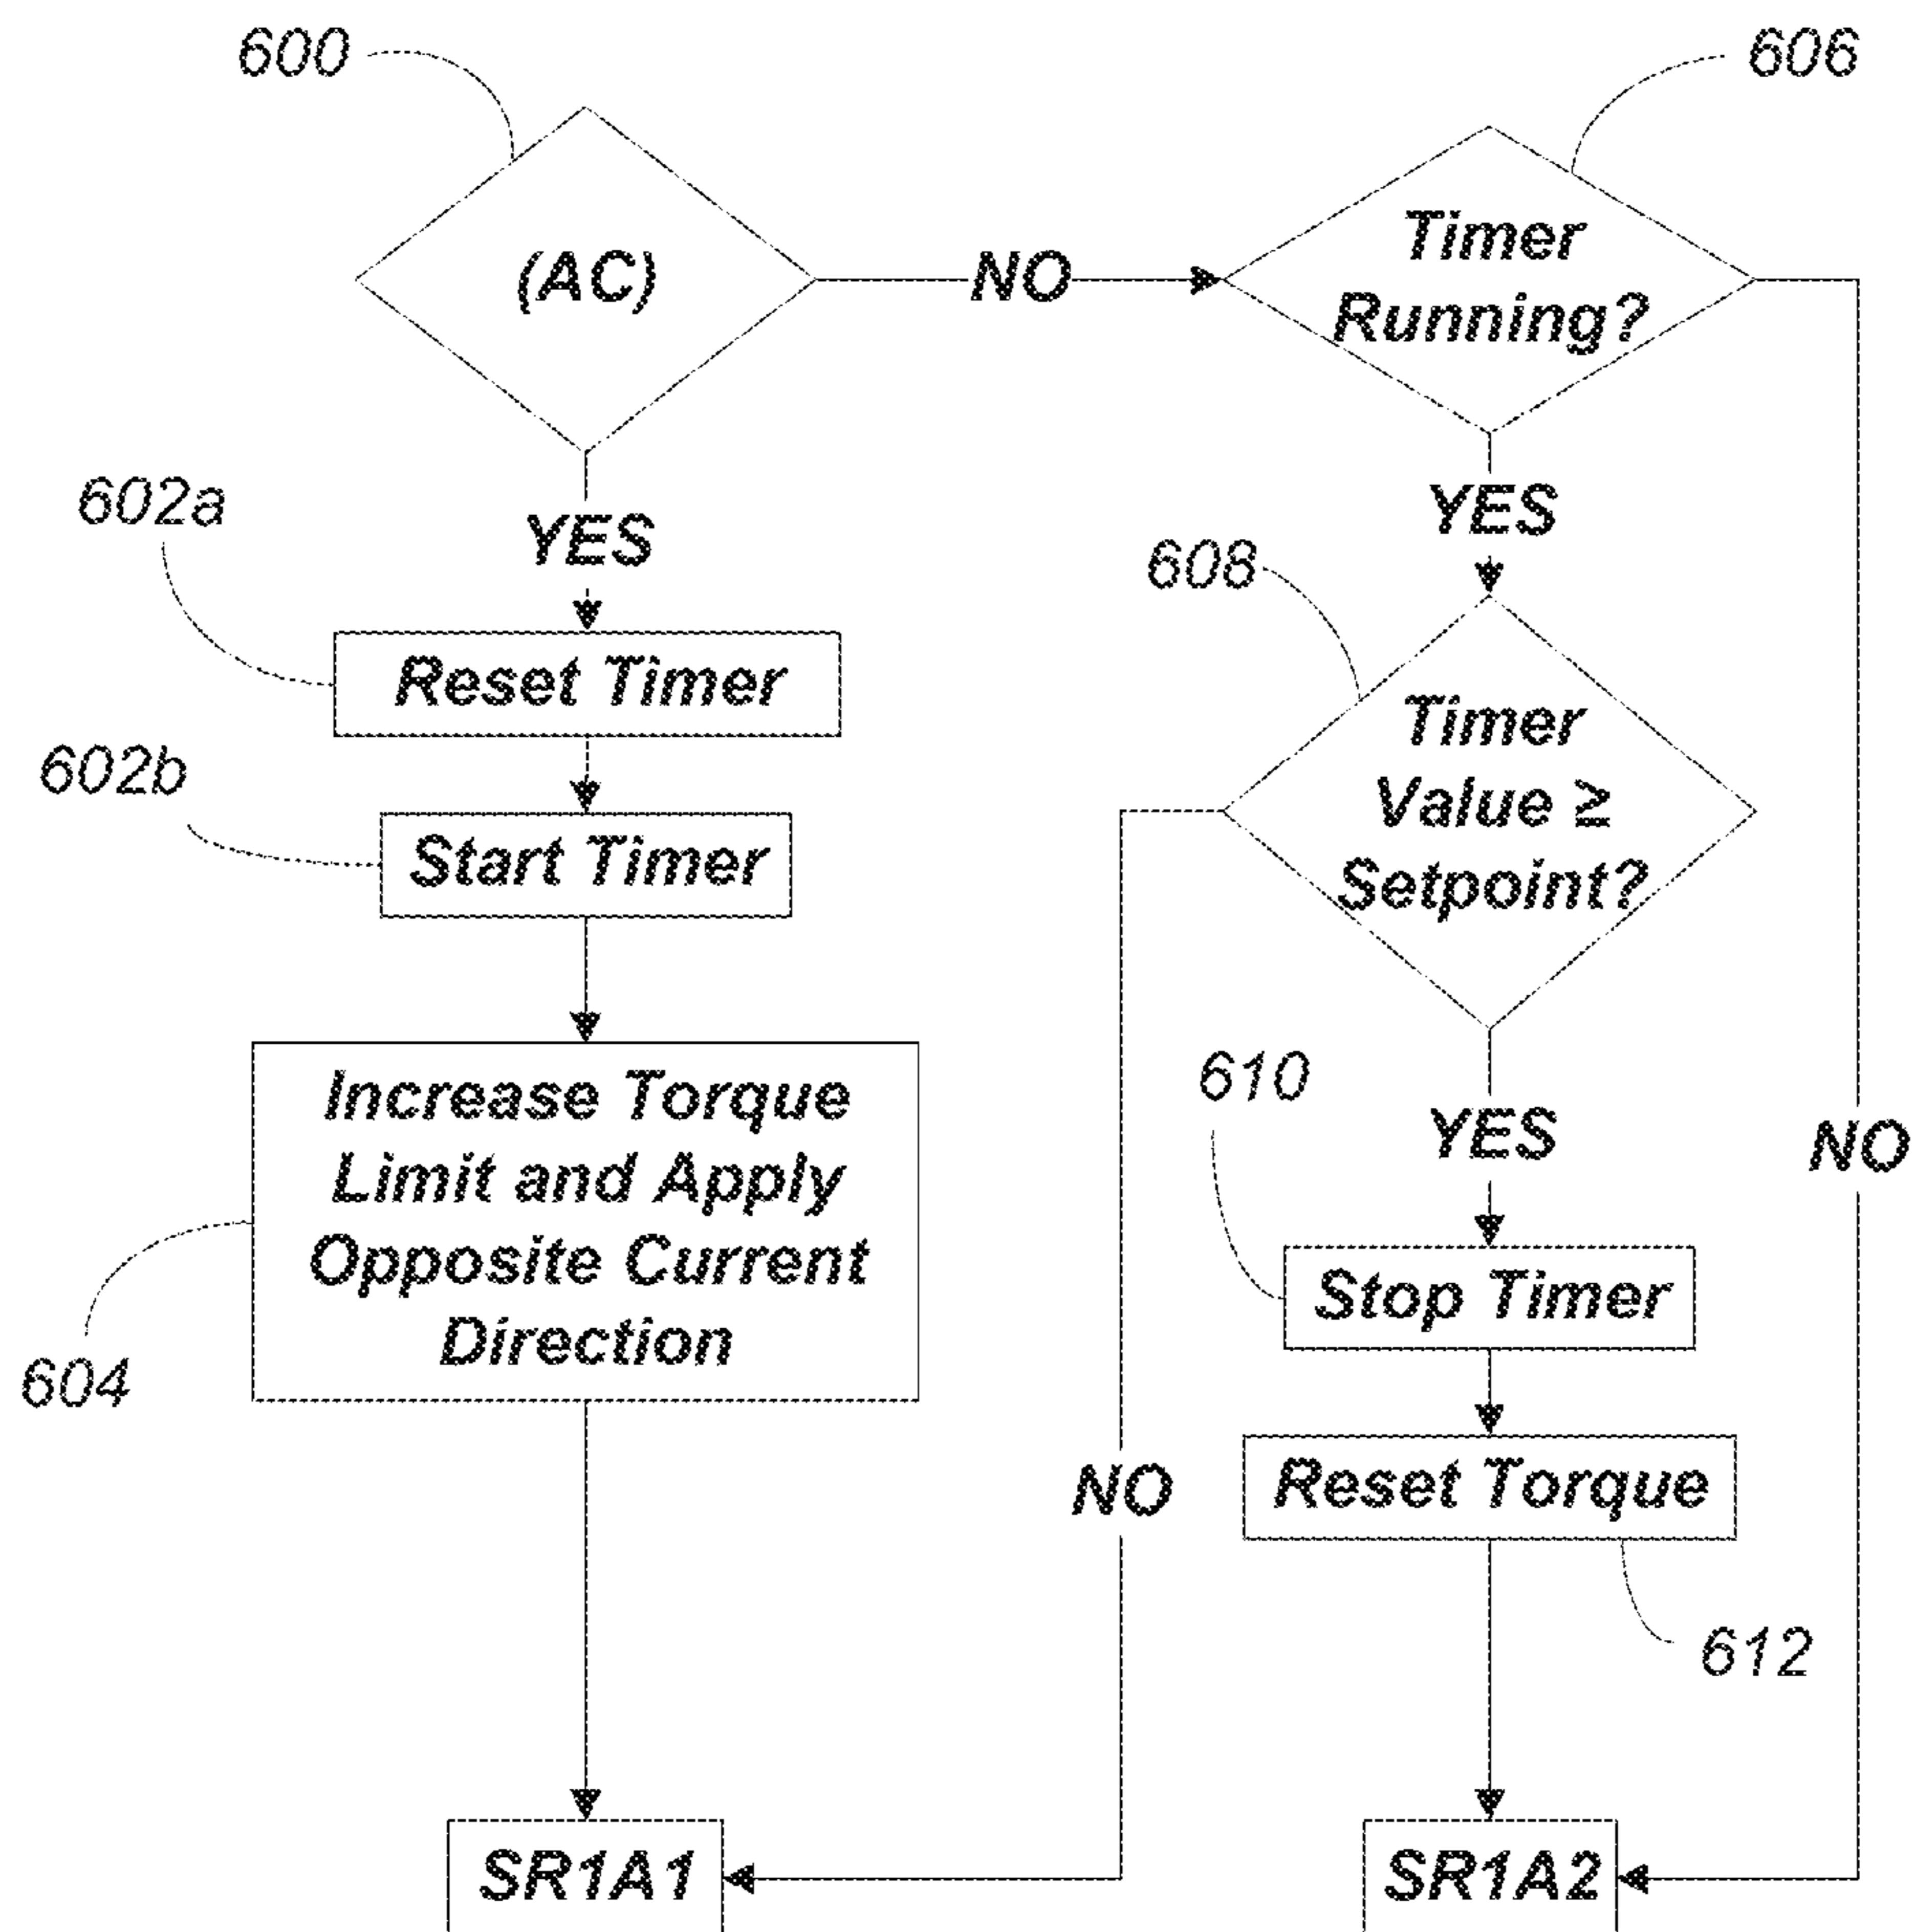 600
606
(AC)
NO
Timer
Running?
YES
602a
YES
608
Reset Timer
602b
Start Timer
Timer
Value ≥
Setpoint?
Increase Torque
Limit and Apply
Opposite Current
Direction
604
610
YES
NO
Stop Timer
NO
Reset Torque
612
SR1A1
SR1A2